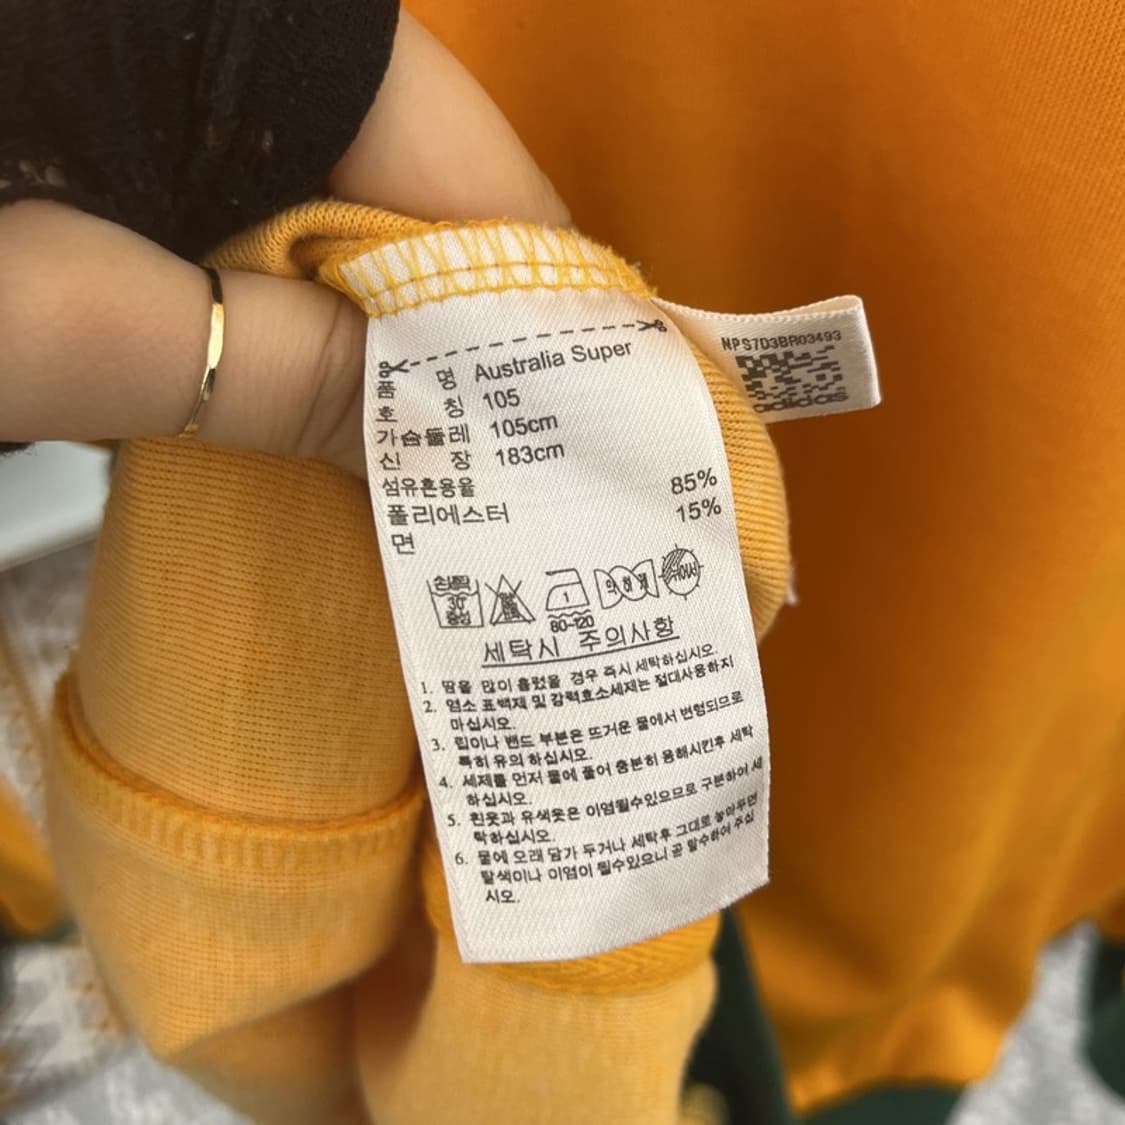 품 명 Australia Super
호 칭 105
가슴둘레 105cm
신 장 183cm
섬유혼용율
폴리에스터 85%
면 15%
손세탁
30°
중성
1
80-120
약하게
세탁시 주의사항
1. 땀을 많이 흘렸을 경우 즉시 세탁하십시오.
2. 염소 표백제 및 강력효소세제는 절대사용하지
마십시오.
3. 립이나 밴드 부분은 뜨거운 물에서 변형되므로
특히 유의 하십시오.
4. 세제를 먼저 물에 풀어 충분히 용해시킨후 세탁
하십시오.
5. 흰옷과 유색옷은 이염될수있으므로 구분하여 세
탁하십시오.
6. 물에 오래 담가 두거나 세탁후 그대로 놓아두면
탈색이나 이염이 될수있으니 곧 탈수하여 주십
시오.
NPS7D3BR03493
adidas